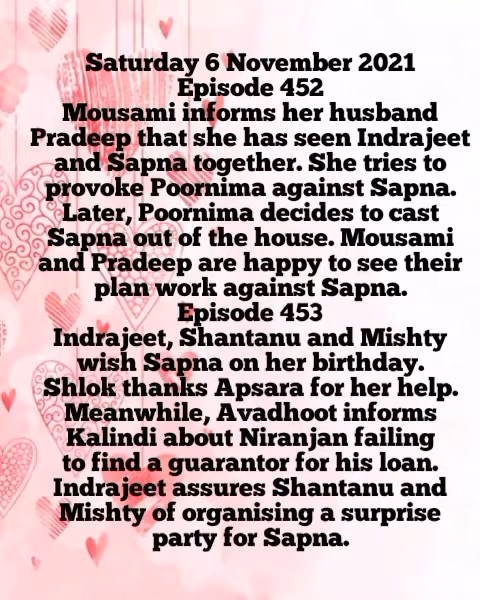 Saturday 6 November 2021
Episode 452
Mousami informs her husband
Pradeep that she has seen Indrajeet
and Sapna together. She tries to
provoke Poornima against Sapna.
Later, Poornima decides to cast
Sapna out of the house. Mousami
and Pradeep are happy to see their
plan work against Sapna.
Episode 453
Indrajeet, Shantanu and Mishty
wish Sapna on her birthday.
Shlok thanks Apsara for her help.
Meanwhile, Avadhoot informs
Kalindi about Niranjan failing
to find a guarantor for his loan.
Indrajeet assures Shantanu and
Mishty of organising a surprise
party for Sapna.